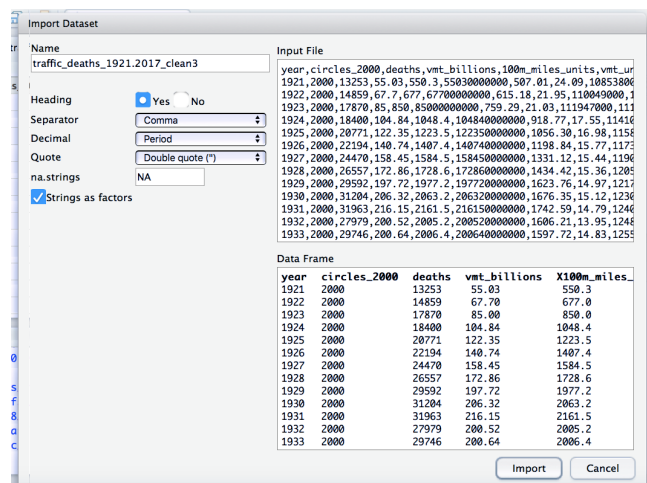 Import Dataset
Name
traffic_deaths_1921.2017_clean3
Heading Yes No
Separator Comma
Decimal Period
Quote Double quote (")
na.strings NA
Strings as factors
Input File
year,circles_2000,deaths,vmt_billions,100m_miles_units,vmt_ur
1921,2000,13253,55.03,550.3,55030000000,507.01,24.09,10853800
1922,2000,14859,67.7,677,67700000000,615.18,21.95,110049000,1
1923,2000,17870,85,850,85000000000,759.29,21.03,111947000,111
1924,2000,18400,104.84,1048.4,104840000000,918.77,17.55,11410
1925,2000,20771,122.35,1223.5,122350000000,1056.30,16.98,1158
1926,2000,22194,140.74,1407.4,140740000000,1198.84,15.77,1173
1927,2000,24470,158.45,1584.5,158450000000,1331.12,15.44,1190
1928,2000,26557,172.86,1728.6,172860000000,1434.42,15.36,1205
1929,2000,29592,197.72,1977.2,197720000000,1623.76,14.97,1217
1930,2000,31204,206.32,2063.2,206320000000,1676.35,15.12,1230
1931,2000,31963,216.15,2161.5,216150000000,1742.59,14.79,1240
1932,2000,27979,200.52,2005.2,200520000000,1606.21,13.95,1248
1933,2000,29746,200.64,2006.4,200640000000,1597.72,14.83,1255
Data Frame
year circles_2000 deaths vmt_billions X100m_miles_
1921 2000 13253 55.03 550.3
1922 2000 14859 67.70 677.0
1923 2000 17870 85.00 850.0
1924 2000 18400 104.84 1048.4
1925 2000 20771 122.35 1223.5
1926 2000 22194 140.74 1407.4
1927 2000 24470 158.45 1584.5
1928 2000 26557 172.86 1728.6
1929 2000 29592 197.72 1977.2
1930 2000 31204 206.32 2063.2
1931 2000 31963 216.15 2161.5
1932 2000 27979 200.52 2005.2
1933 2000 29746 200.64 2006.4
Import Cancel